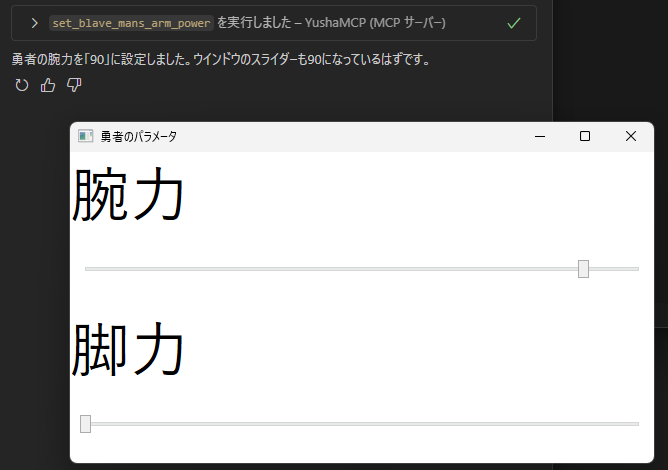 set_blave_mans_arm_power を実行しました – YushaMCP (MCP サーバー)
勇者の腕力を「90」に設定しました。ウインドウのスライダーも90になっているはずです。
勇者のパラメータ
腕力
脚力